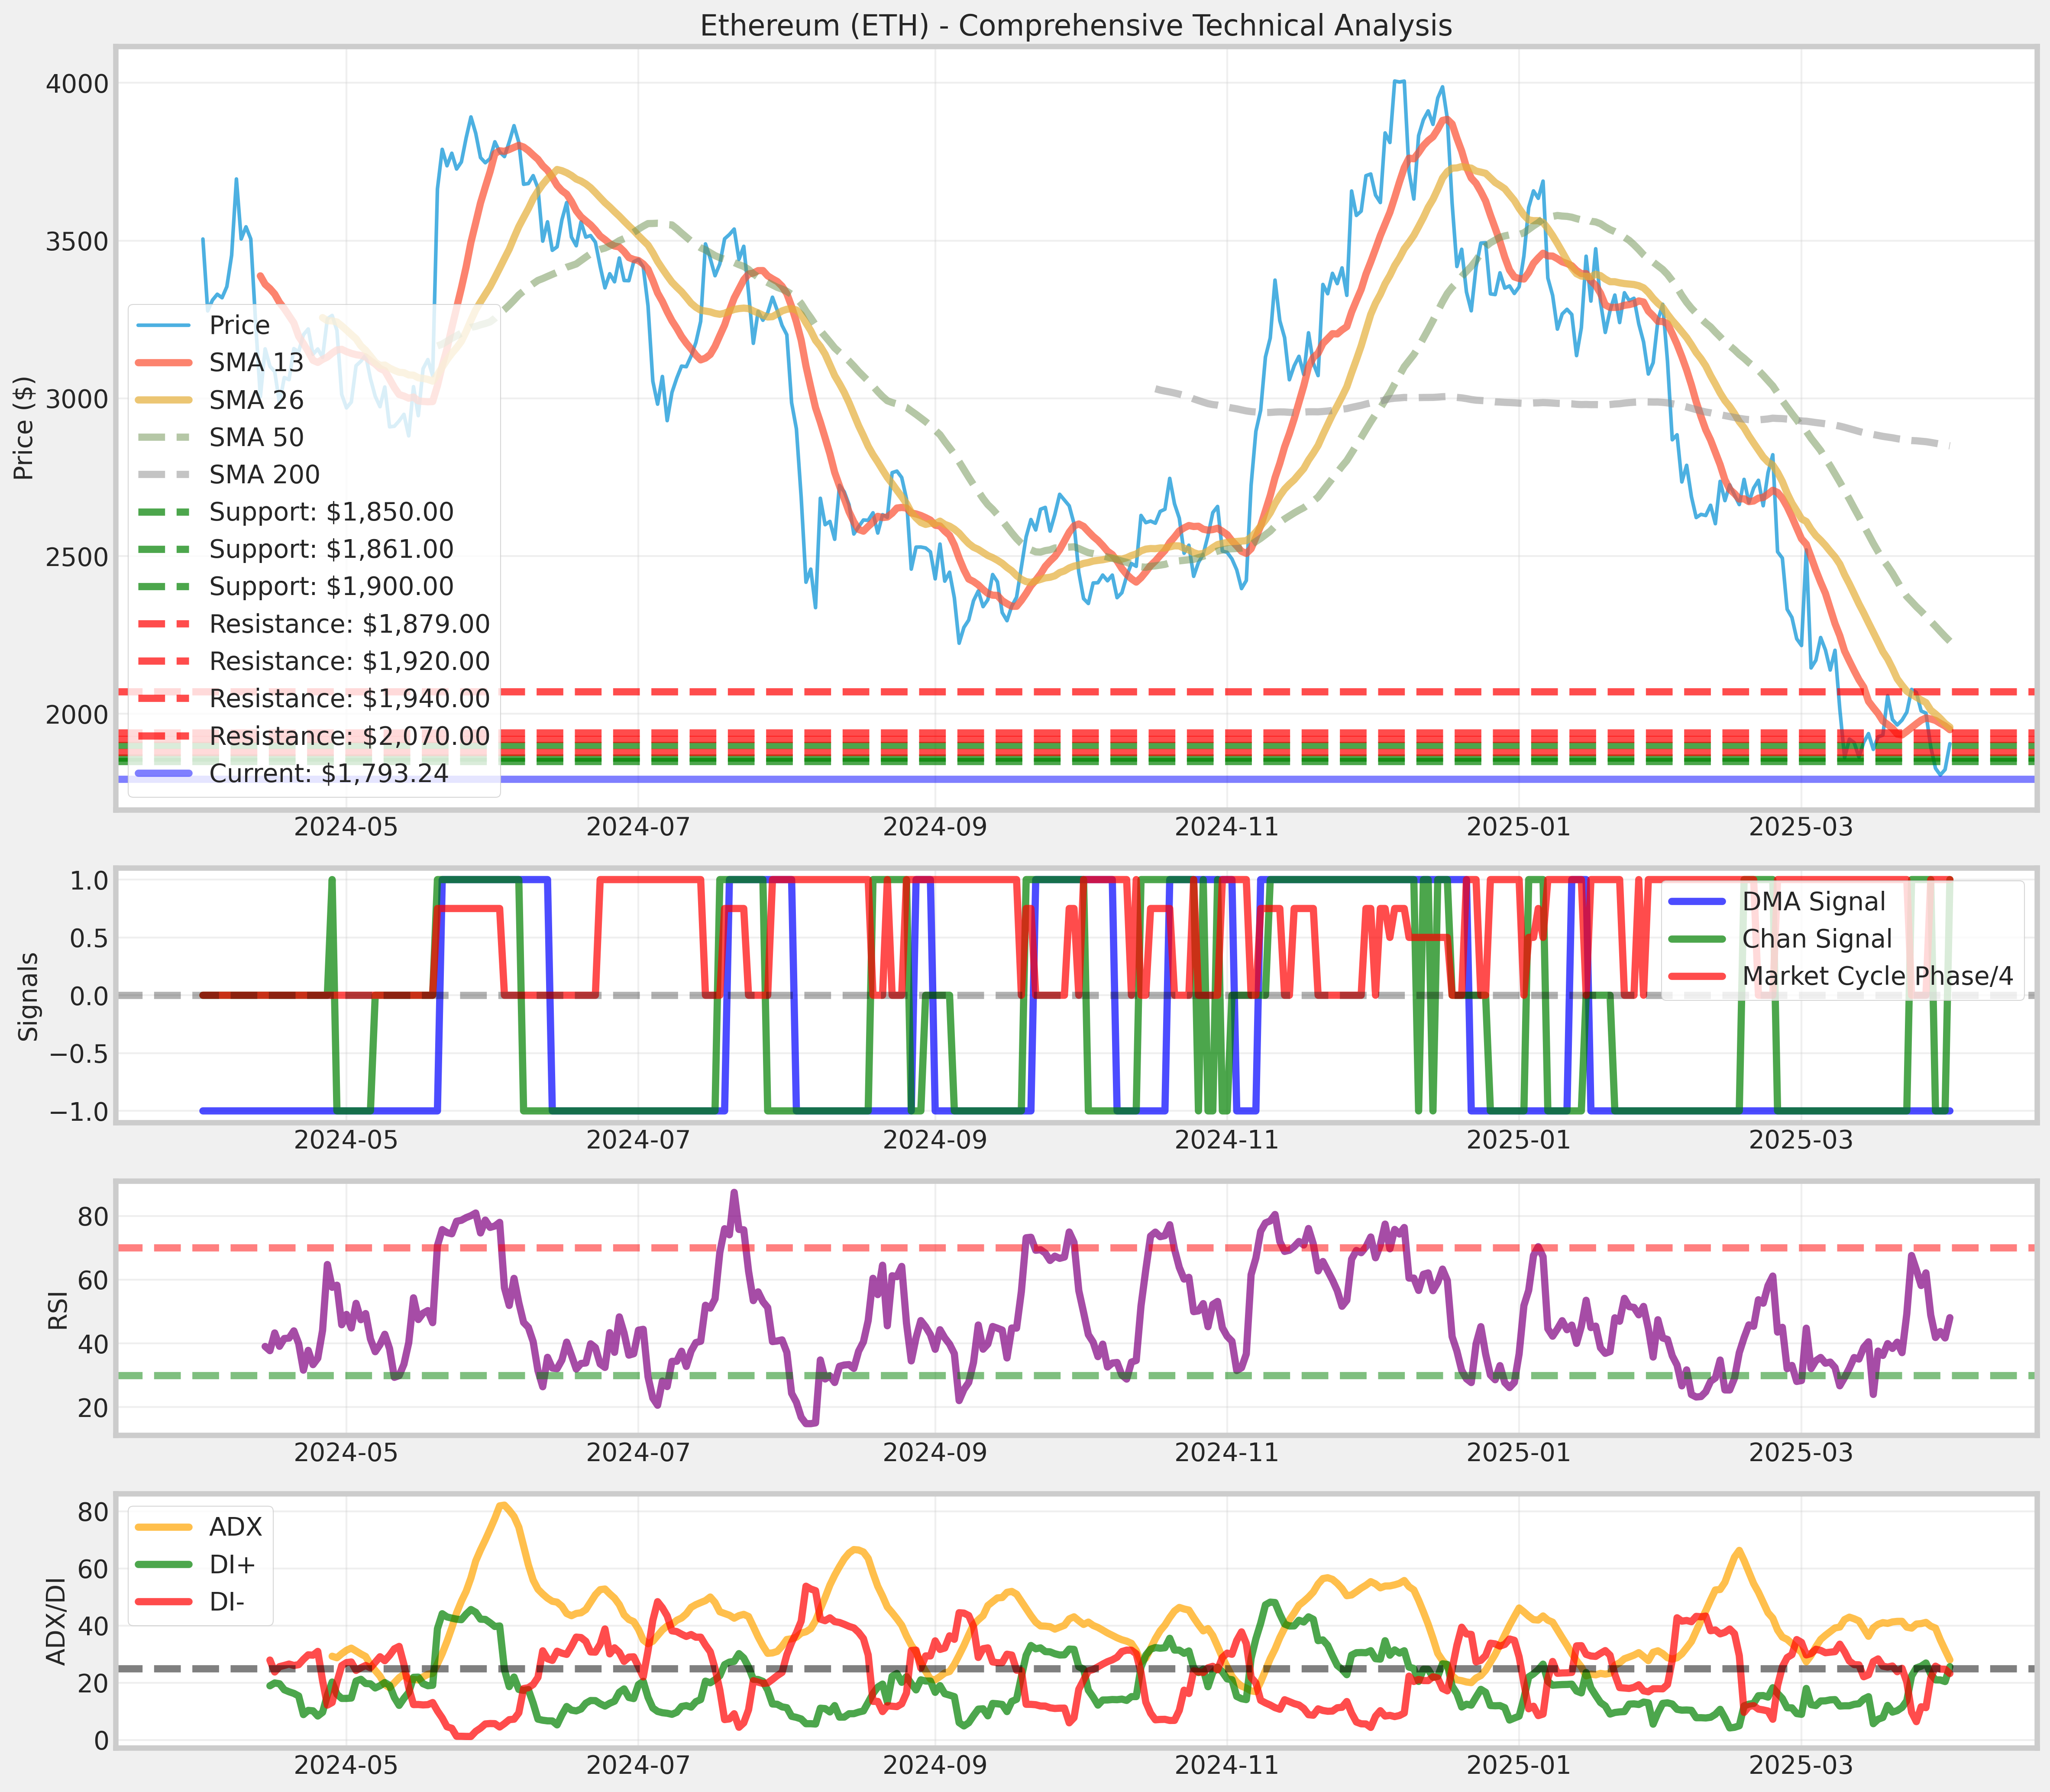 Ethereum (ETH) - Comprehensive Technical Analysis
Price ($)
4000
3500
3000
2500
2000
Price
SMA 13
SMA 26
SMA 50
SMA 200
Support: $1,850.00
Support: $1,861.00
Support: $1,900.00
Resistance: $1,879.00
Resistance: $1,920.00
Resistance: $1,940.00
Resistance: $2,070.00
Current: $1,793.24
2024-05 2024-07 2024-09 2024-11 2025-01 2025-03
Signals
1.0
0.5
0.0
−0.5
−1.0
DMA Signal
Chan Signal
Market Cycle Phase/4
2024-05 2024-07 2024-09 2024-11 2025-01 2025-03
RSI
80
60
40
20
2024-05 2024-07 2024-09 2024-11 2025-01 2025-03
ADX/DI
80
60
40
20
0
ADX
DI+
DI-
2024-05 2024-07 2024-09 2024-11 2025-01 2025-03